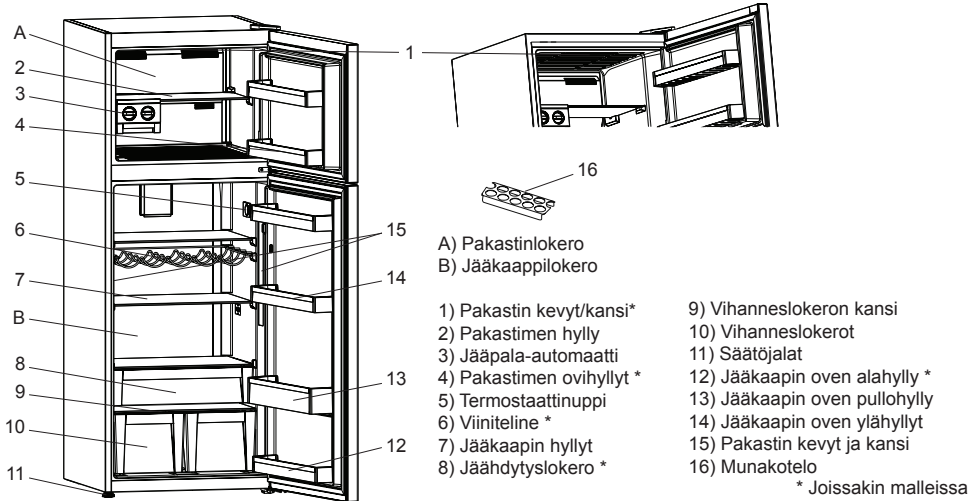 A
2
3
4
5
6
7
B
8
9
10
11
1
15
14
13
12
16
A) Pakastinlokero
B) Jääkaappilokero
1) Pakastin kevyt/kansi*
2) Pakastimen hylly
3) Jääpala-automaatti
4) Pakastimen ovihyllyt *
5) Termostaattinuppi
6) Viiniteline *
7) Jääkaapin hyllyt
8) Jäähdytyslokero *
9) Vihanneslokeron kansi
10) Vihanneslokerot
11) Säätöjalat
12) Jääkaapin oven alahylly *
13) Jääkaapin oven pullohylly
14) Jääkaapin oven ylähyllyt
15) Pakastin kevyt ja kansi
16) Munakotelo
* Joissakin malleissa